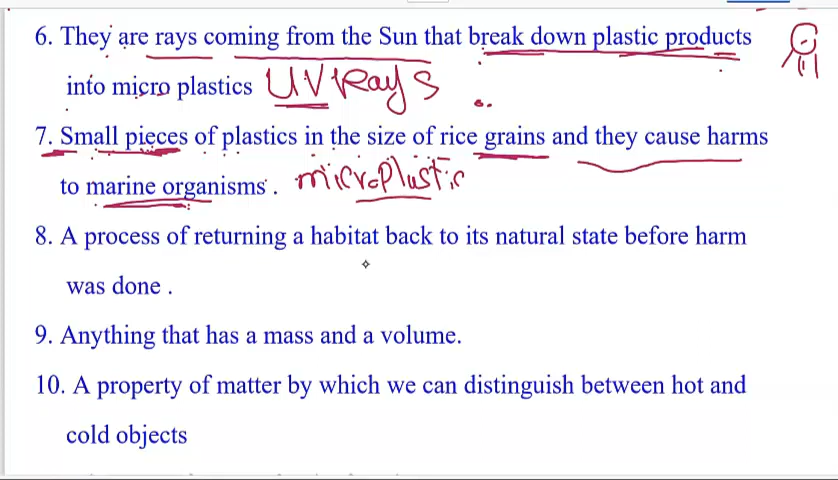 6. They are rays coming from the Sun that break down plastic products
into micro plastics UV Rays
7. Small pieces of plastics in the size of rice grains and they cause harms
to marine organisms . microplastic
8. A process of returning a habitat back to its natural state before harm
was done .
9. Anything that has a mass and a volume.
10. A property of matter by which we can distinguish between hot and
cold objects